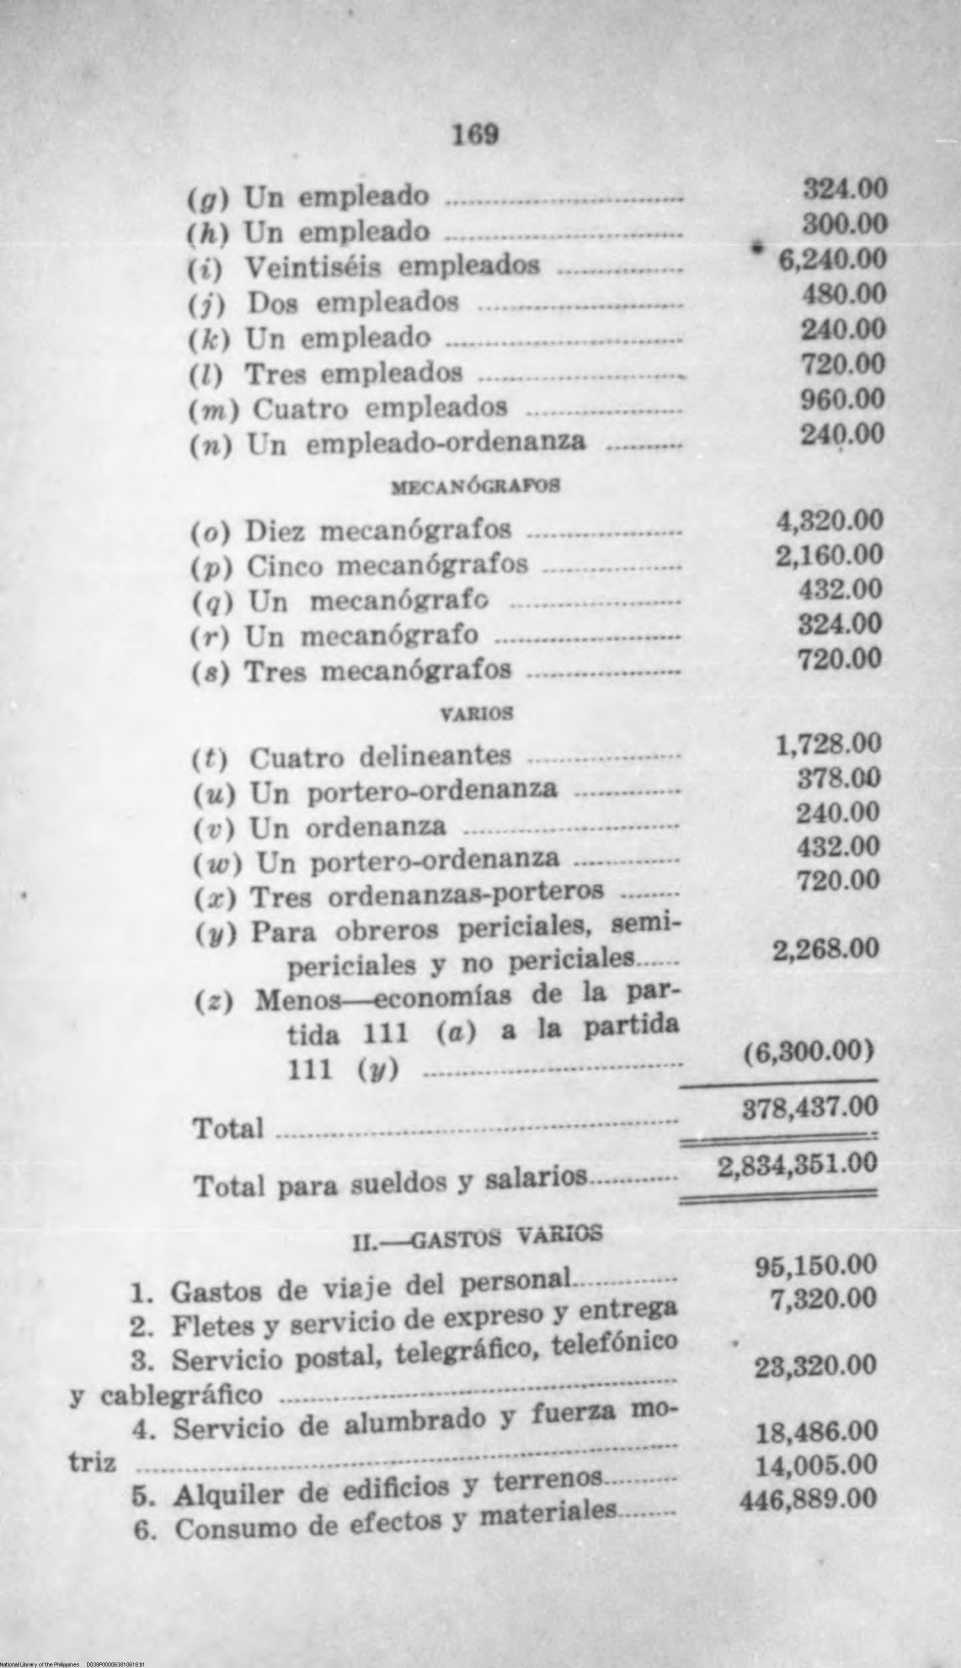 169
(g) Un empleado 324.00
(h) Un empleado 300.00
(i) Veintiséis empleados 6,240.00
(j) Dos empleados 480.00
(k) Un empleado 240.00
(l) Tres empleados 720.00
(m) Cuatro empleados 960.00
(n) Un empleado-ordenanza 240.00
MECANÓGRAFOS
(o) Diez mecanógrafos 4,320.00
(p) Cinco mecanógrafos 2,160.00
(q) Un mecanógrafo 432.00
(r) Un mecanógrafo 324.00
(s) Tres mecanógrafos 720.00
VARIOS
(t) Cuatro delineantes 1,728.00
(u) Un portero-ordenanza 378.00
(v) Un ordenanza 240.00
(w) Un portero-ordenanza 432.00
(x) Tres ordenanzas-porteros 720.00
(y) Para obreros periciales, semi-
periciales y no periciales 2,268.00
(z) Menos—economías de la par-
tida 111 (a) a la partida
111 (y) (6,300.00)
Total 378,437.00
Total para sueldos y salarios 2,834,351.00
II.—GASTOS VARIOS
1. Gastos de viaje del personal 95,150.00
2. Fletes y servicio de expreso y entrega 7,320.00
3. Servicio postal, telegráfico, telefónico
y cablegráfico 23,320.00
4. Servicio de alumbrado y fuerza mo-
triz 18,486.00
5. Alquiler de edificios y terrenos 14,005.00
6. Consumo de efectos y materiales 446,889.00
National Library of the Philippines